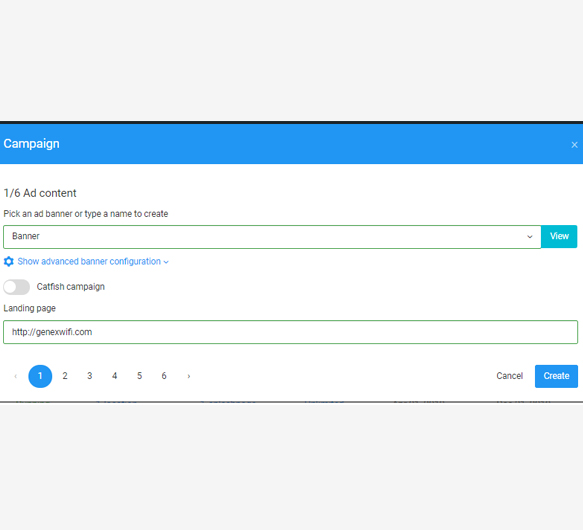 Campaign
×
1/6 Ad content
Pick an ad banner or type a name to create
Banner
View
Show advanced banner configuration
Catfish campaign
Landing page
http://genexwifi.com
‹ 1 2 3 4 5 6 ›
Cancel
Create